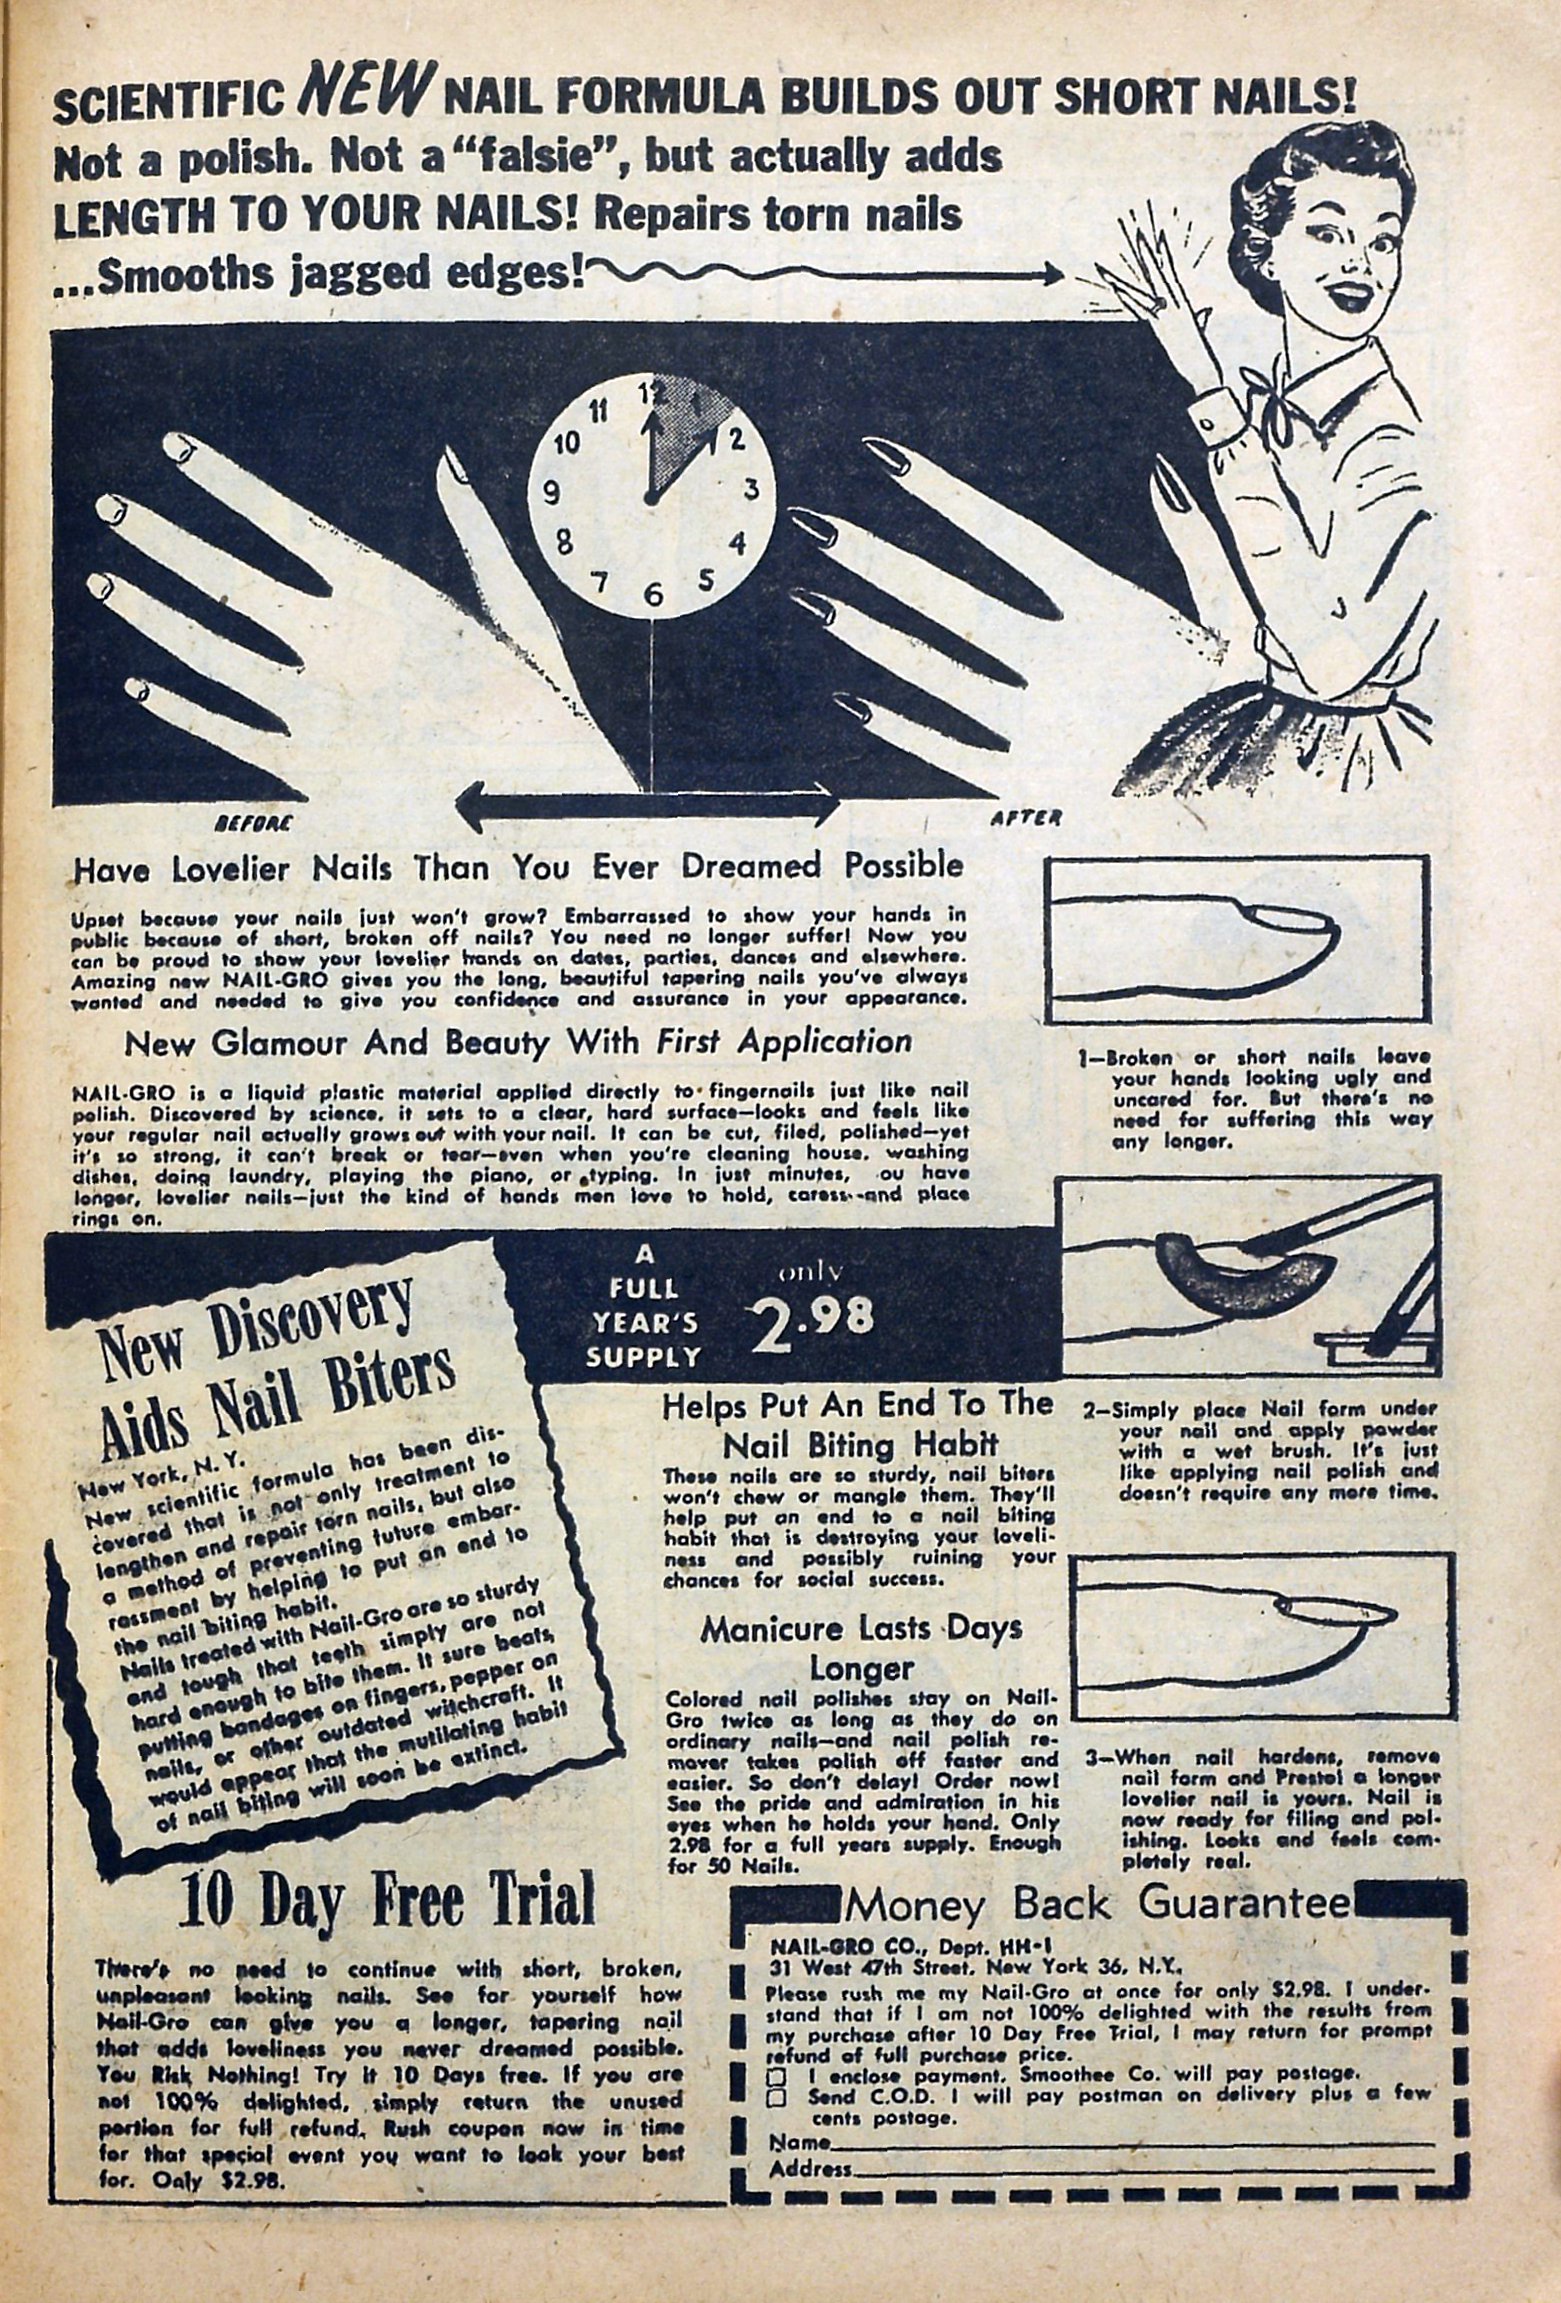 SCIENTIFIC NEW NAIL FORMULA BUILDS OUT SHORT NAILS!
Not a polish. Not a "falsie", but actually adds
LENGTH TO YOUR NAILS! Repairs torn nails
...Smooths jagged edges!
12
1
2
3
4
5
6
7
8
9
10
11
BEFORE
AFTER
Have Lovelier Nails Than You Ever Dreamed Possible
Upset because your nails just won't grow? Embarrassed to show your hands in
public because of short, broken off nails? You need no longer suffer! Now you
can be proud to show your lovelier hands on dates, parties, dances and elsewhere.
Amazing new NAIL-GRO gives you the long, beautiful tapering nails you've always
wanted and needed to give you confidence and assurance in your appearance.
New Glamour And Beauty With First Application
NAIL-GRO is a liquid plastic material applied directly to fingernails just like nail
polish. Discovered by science, it sets to a clear, hard surface—looks and feels like
your regular nail actually grows out with your nail. It can be cut, filed, polished—yet
it's so strong, it can't break or tear—even when you're cleaning house, washing
dishes, doing laundry, playing the piano, or typing. In just minutes, ou have
longer, lovelier nails—just the kind of hands men love to hold, caress—and place
rings on.
1—Broken or short nails leave
your hands looking ugly and
uncared for. But there's no
need for suffering this way
any longer.
2—Simply place Nail form under
your nail and apply powder
with a wet brush. It's just
like applying nail polish and
doesn't require any more time.
3—When nail hardens, remove
nail form and Presto! a longer
lovelier nail is yours. Nail is
now ready for filing and pol-
ishing. Looks and feels com-
pletely real.
A
FULL
YEAR'S
SUPPLY
only
2.98
New Discovery
Aids Nail Biters
New York, N. Y.
New scientific formula has been dis-
covered that is not only treatment to
lengthen and repair torn nails, but also
a method of preventing future embar-
rassment by helping to put an end to
the nail biting habit.
Nails treated with Nail-Gro are so sturdy
and tough that teeth simply are not
hard enough to bite them. It sure beats,
putting bandages on fingers, pepper on
nails, or other outdated witchcraft. It
would appear that the mutilating habit
of nail biting will soon be extinct.
Helps Put An End To The
Nail Biting Habit
These nails are so sturdy, nail biters
won't chew or mangle them. They'll
help put an end to a nail biting
habit that is destroying your loveli-
ness and possibly ruining your
chances for social success.
Manicure Lasts Days
Longer
Colored nail polishes stay on Nail-
Gro twice as long as they do on
ordinary nails—and nail polish re-
mover takes polish off faster and
easier. So don't delay! Order now!
See the pride and admiration in his
eyes when he holds your hand. Only
2.98 for a full years supply. Enough
for 50 Nails.
10 Day Free Trial
There's no need to continue with short, broken,
unpleasant looking nails. See for yourself how
Nail-Gro can give you a longer, tapering nail
that adds loveliness you never dreamed possible.
You Risk Nothing! Try it 10 Days free. If you are
not 100% delighted, simply return the unused
portion for full refund. Rush coupon now in time
for that special event you want to look your best
for. Only $2.98.
Money Back Guarantee
NAIL-GRO CO., Dept. HH-1
31 West 47th Street, New York 36, N.Y.
Please rush me my Nail-Gro at once for only $2.98. I under-
stand that if I am not 100% delighted with the results from
my purchase after 10 Day Free Trial, I may return for prompt
refund of full purchase price.
I enclose payment. Smoothee Co. will pay postage.
Send C.O.D. I will pay postman on delivery plus a few
cents postage.
Name
Address